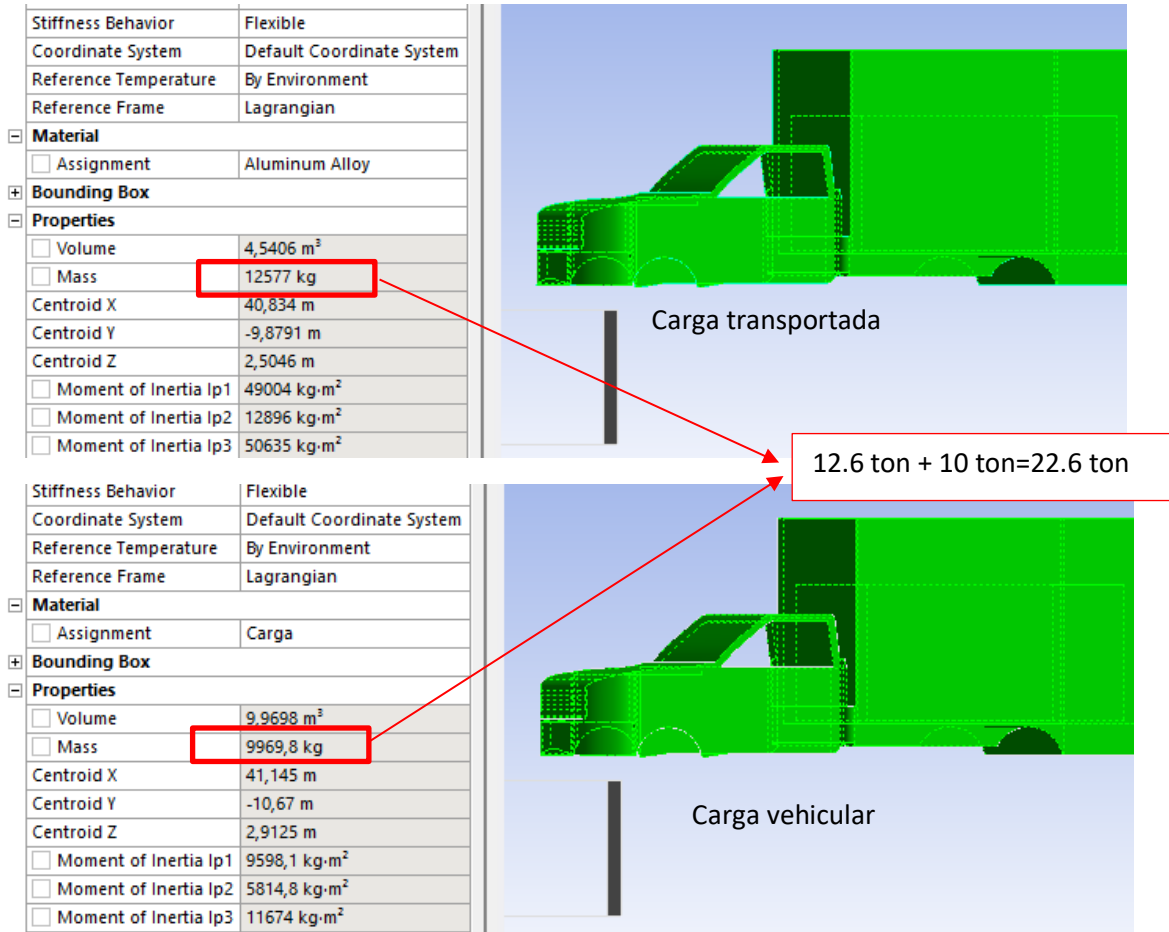 Stiffness Behavior Flexible
Coordinate System Default Coordinate System
Reference Temperature By Environment
Reference Frame Lagrangian
Material
Assignment Aluminum Alloy
Bounding Box
Properties
Volume 4,5406 m³
Mass 12577 kg
Centroid X 40,834 m
Centroid Y -9,8791 m
Centroid Z 2,5046 m
Moment of Inertia Ip1 49004 kg·m²
Moment of Inertia Ip2 12896 kg·m²
Moment of Inertia Ip3 50635 kg·m²
Carga transportada
12.6 ton + 10 ton=22.6 ton
Stiffness Behavior Flexible
Coordinate System Default Coordinate System
Reference Temperature By Environment
Reference Frame Lagrangian
Material
Assignment Carga
Bounding Box
Properties
Volume 9,9698 m³
Mass 9969,8 kg
Centroid X 41,145 m
Centroid Y -10,67 m
Centroid Z 2,9125 m
Moment of Inertia Ip1 9598,1 kg·m²
Moment of Inertia Ip2 5814,8 kg·m²
Moment of Inertia Ip3 11674 kg·m²
Carga vehicular